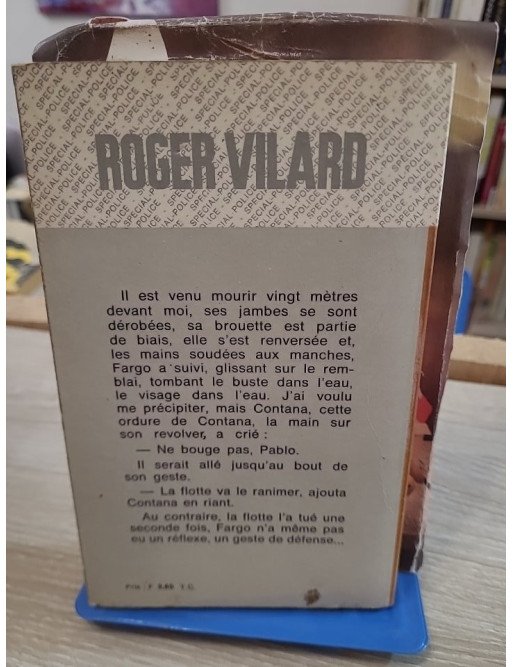 ROGER VILARD
Il est venu mourir vingt mètres
devant moi, ses jambes se sont
dérobées, sa brouette est partie
de biais, elle s'est renversée et,
les mains soudées aux manches,
Fargo a suivi, glissant sur le rem-
blai, tombant le buste dans l'eau,
le visage dans l'eau. J'ai voulu
me précipiter, mais Contana, cette
ordure de Contana, la main sur
son revolver, a crié :
— Ne bouge pas, Pablo.
Il serait allé jusqu'au bout de
son geste.
— La flotte va le ranimer, ajouta
Contana en riant.
Au contraire, la flotte l'a tué une
seconde fois, Fargo n'a même pas
eu un réflexe, un geste de défense...